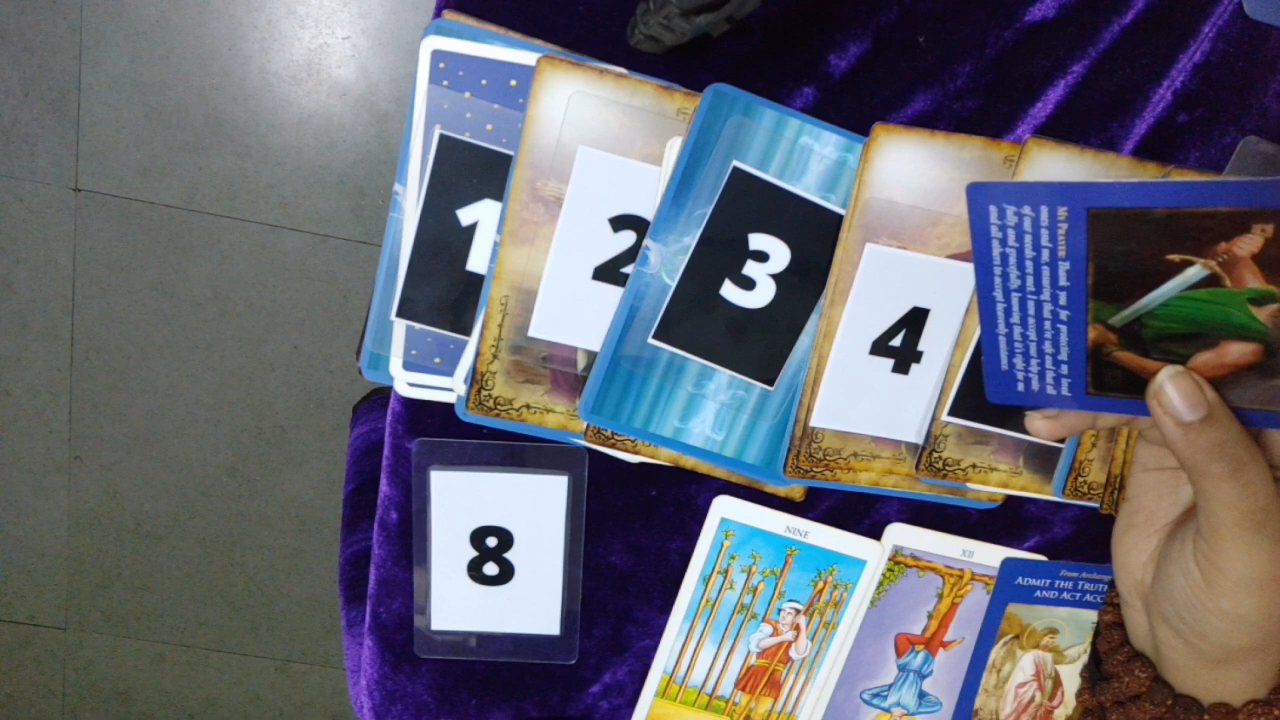 1
2
3
4
MY PRAYER: Thank you for protecting my loved
ones and me, ensuring that we're safe and that all
of our needs are met. I now accept your help grate-
fully and gracefully, knowing that it's right for me
and all others to accept heavenly assistance.
8
NINE
XII
From Archang
ADMIT THE TRUTH
AND ACT ACC